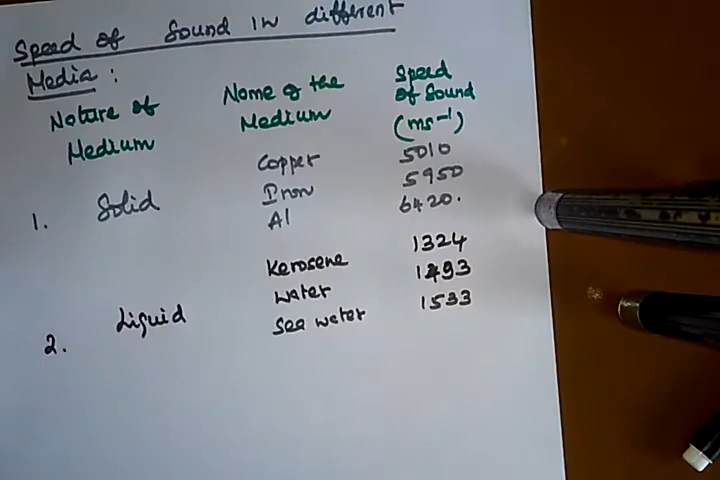 Speed of Sound in different
Media :
Nature of Medium Name of the Medium Speed of Sound (ms-1)
Copper 5010
1. Solid Iron 5950
Al 6420.
Kerosene 1324
2. Liquid Water 1493
Sea water 1533